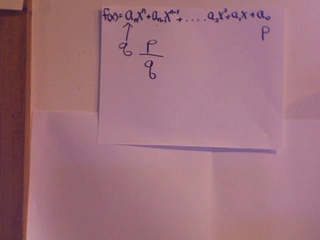 f(x)= aₙxⁿ+aₙ₋₁xⁿ⁻¹+ .... a₂x²+a₁x+a₀
↑ p
q p
q